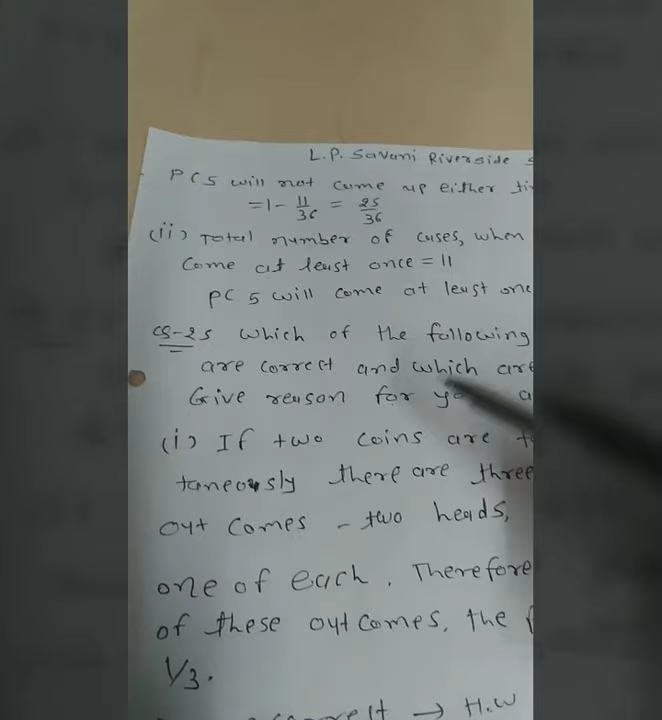 L.P. Savani Riverside
PC5 will not come up either
=1- 11/36 = 25/36
(ii) Total number of cases, when
come at least once = 11
PC 5 will come at least
CS-25 Which of the following
are correct and which are
Give reason for
(i) If two coins are
taneously there are three
out comes - two heads,
one of each. Therefore
of these out comes, the
1/3.
→ H.W